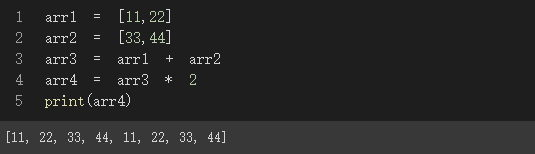 1 arr1 = [11,22]
2 arr2 = [33,44]
3 arr3 = arr1 + arr2
4 arr4 = arr3 * 2
5 print(arr4)
[11, 22, 33, 44, 11, 22, 33, 44]